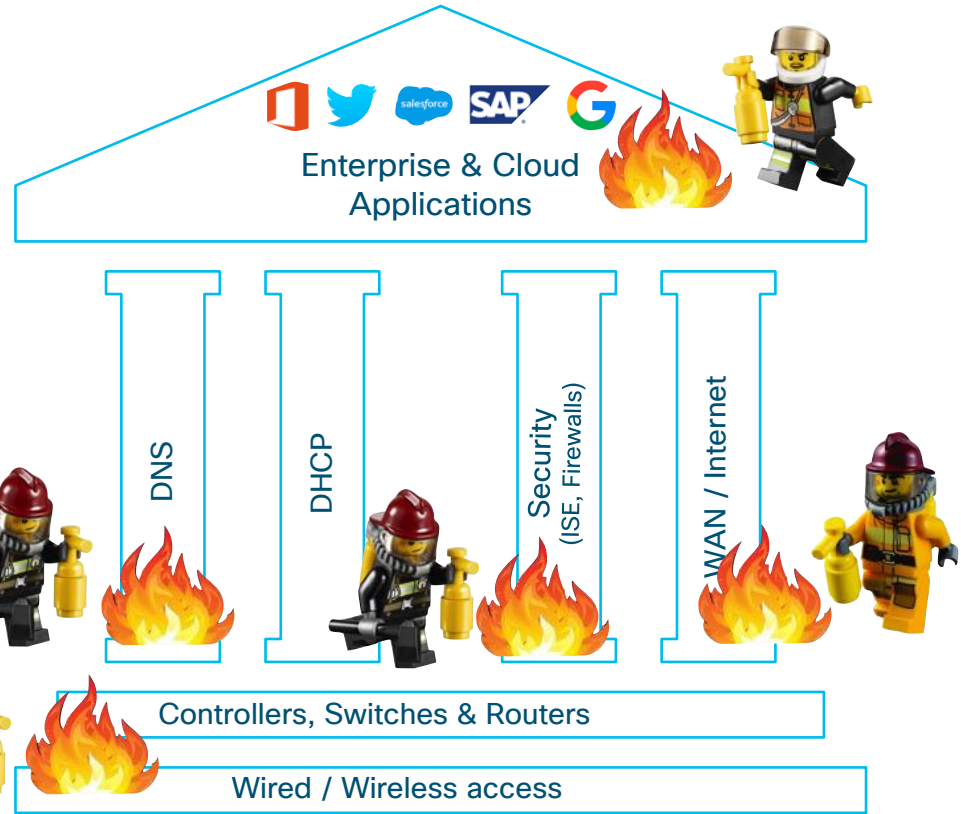 salesforce
SAP
Enterprise & Cloud
Applications
DNS
DHCP
Security
(ISE, Firewalls)
WAN / Internet
Controllers, Switches & Routers
Wired / Wireless access